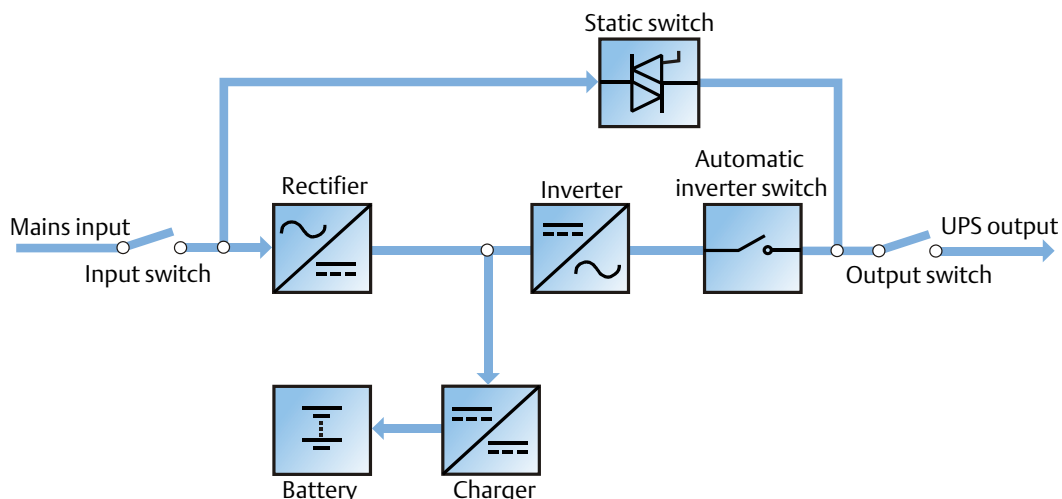 Static switch
Automatic
inverter switch
Rectifier
Inverter
Mains input
UPS output
Input switch
Output switch
Battery
Charger